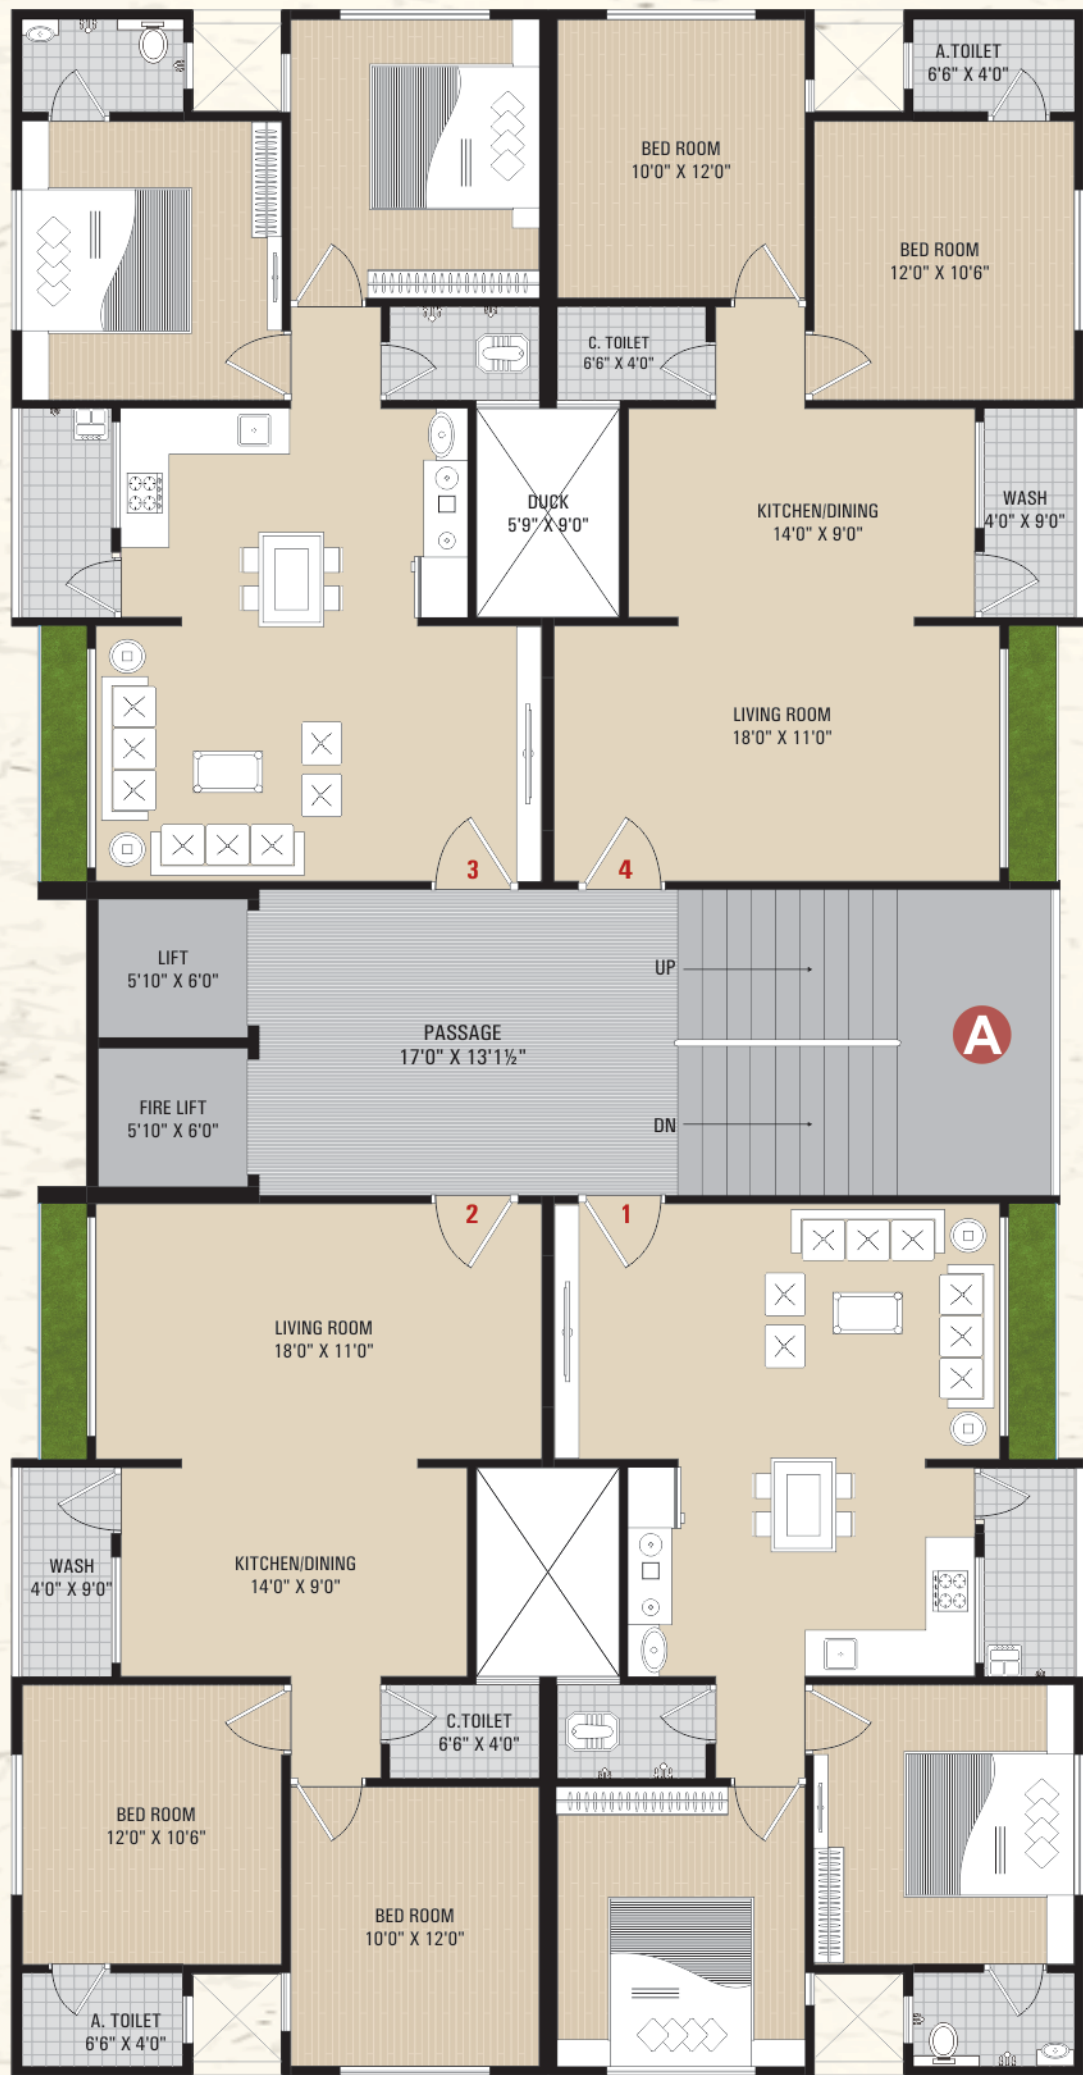 A.TOILET
6'6" X 4'0"
BED ROOM
10'0" X 12'0"
BED ROOM
12'0" X 10'6"
C. TOILET
6'6" X 4'0"
DUCK
5'9" X 9'0"
KITCHEN/DINING
14'0" X 9'0"
WASH
4'0" X 9'0"
LIVING ROOM
18'0" X 11'0"
3
4
LIFT
5'10" X 6'0"
UP
PASSAGE
17'0" X 13'1½"
A
FIRE LIFT
5'10" X 6'0"
DN
2
1
LIVING ROOM
18'0" X 11'0"
WASH
4'0" X 9'0"
KITCHEN/DINING
14'0" X 9'0"
C.TOILET
6'6" X 4'0"
BED ROOM
12'0" X 10'6"
BED ROOM
10'0" X 12'0"
A. TOILET
6'6" X 4'0"